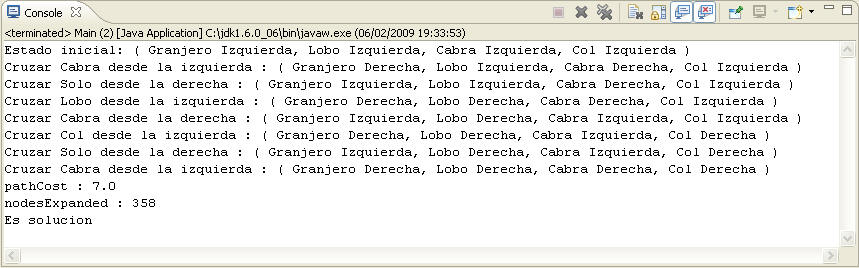 Console
<terminated> Main (2) [Java Application] C:\jdk1.6.0_06\bin\javaw.exe (06/02/2009 19:33:53)
Estado inicial: ( Granjero Izquierda, Lobo Izquierda, Cabra Izquierda, Col Izquierda )
Cruzar Cabra desde la izquierda : ( Granjero Derecha, Lobo Izquierda, Cabra Derecha, Col Izquierda )
Cruzar Solo desde la derecha : ( Granjero Izquierda, Lobo Izquierda, Cabra Derecha, Col Izquierda )
Cruzar Lobo desde la izquierda : ( Granjero Derecha, Lobo Derecha, Cabra Derecha, Col Izquierda )
Cruzar Cabra desde la derecha : ( Granjero Izquierda, Lobo Derecha, Cabra Izquierda, Col Izquierda )
Cruzar Col desde la izquierda : ( Granjero Derecha, Lobo Derecha, Cabra Izquierda, Col Derecha )
Cruzar Solo desde la derecha : ( Granjero Izquierda, Lobo Derecha, Cabra Izquierda, Col Derecha )
Cruzar Cabra desde la izquierda : ( Granjero Derecha, Lobo Derecha, Cabra Derecha, Col Derecha )
pathCost : 7.0
nodesExpanded : 358
Es solucion